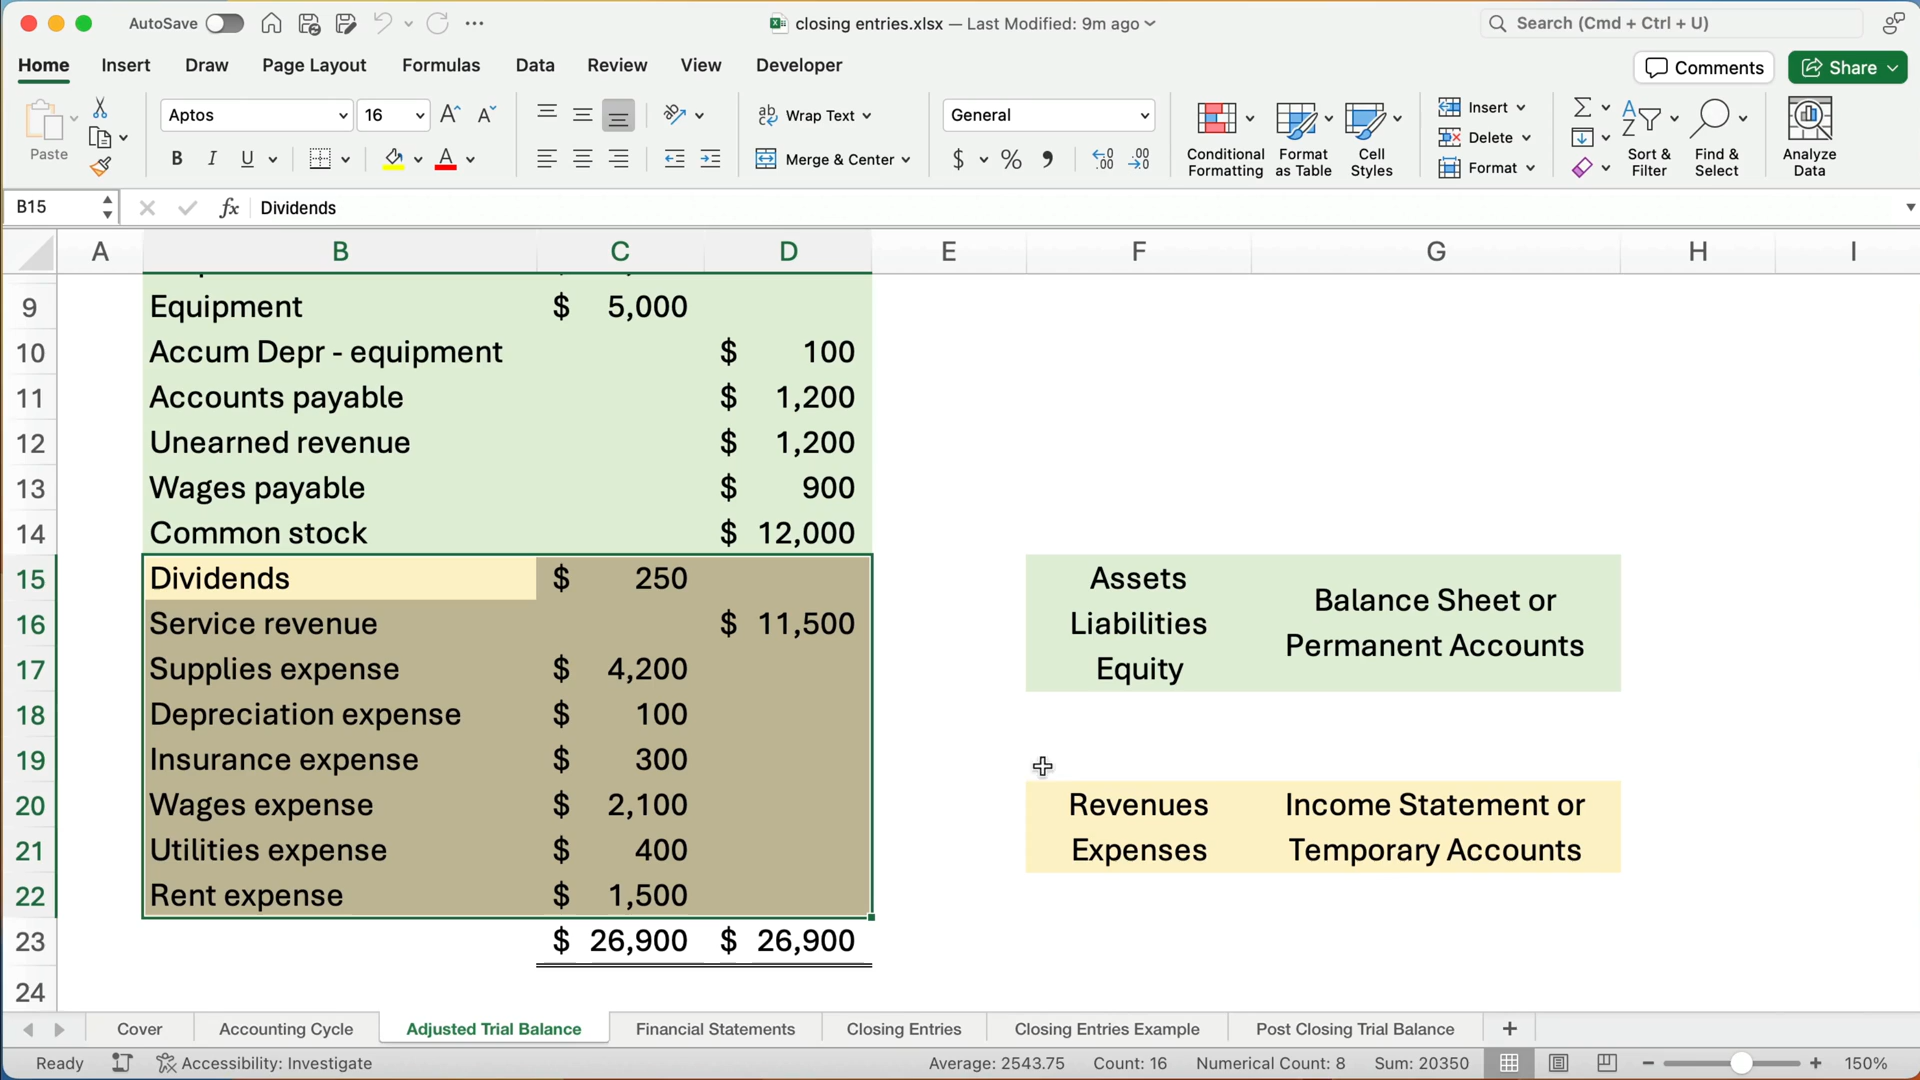 AutoSave
closing entries.xlsx — Last Modified: 9m ago
Search (Cmd + Ctrl + U)
Home Insert Draw Page Layout Formulas Data Review View Developer
Comments Share
Paste
Aptos 16
B I U A
Wrap Text
Merge & Center
General
$ %
Conditional Formatting
Format as Table
Cell Styles
Insert
Delete
Format
Sort & Filter
Find & Select
Analyze Data
B15 fx Dividends
A B C D E F G H I
9 Equipment $ 5,000
10 Accum Depr - equipment $ 100
11 Accounts payable $ 1,200
12 Unearned revenue $ 1,200
13 Wages payable $ 900
14 Common stock $ 12,000
15 Dividends $ 250 Assets
16 Service revenue $ 11,500 Liabilities
17 Supplies expense $ 4,200 Equity
Balance Sheet or
Permanent Accounts
18 Depreciation expense $ 100
19 Insurance expense $ 300
20 Wages expense $ 2,100 Revenues Income Statement or
21 Utilities expense $ 400 Expenses Temporary Accounts
22 Rent expense $ 1,500
23 $ 26,900 $ 26,900
24
Cover Accounting Cycle Adjusted Trial Balance Financial Statements Closing Entries Closing Entries Example Post Closing Trial Balance +
Ready Accessibility: Investigate Average: 2543.75 Count: 16 Numerical Count: 8 Sum: 20350 150%